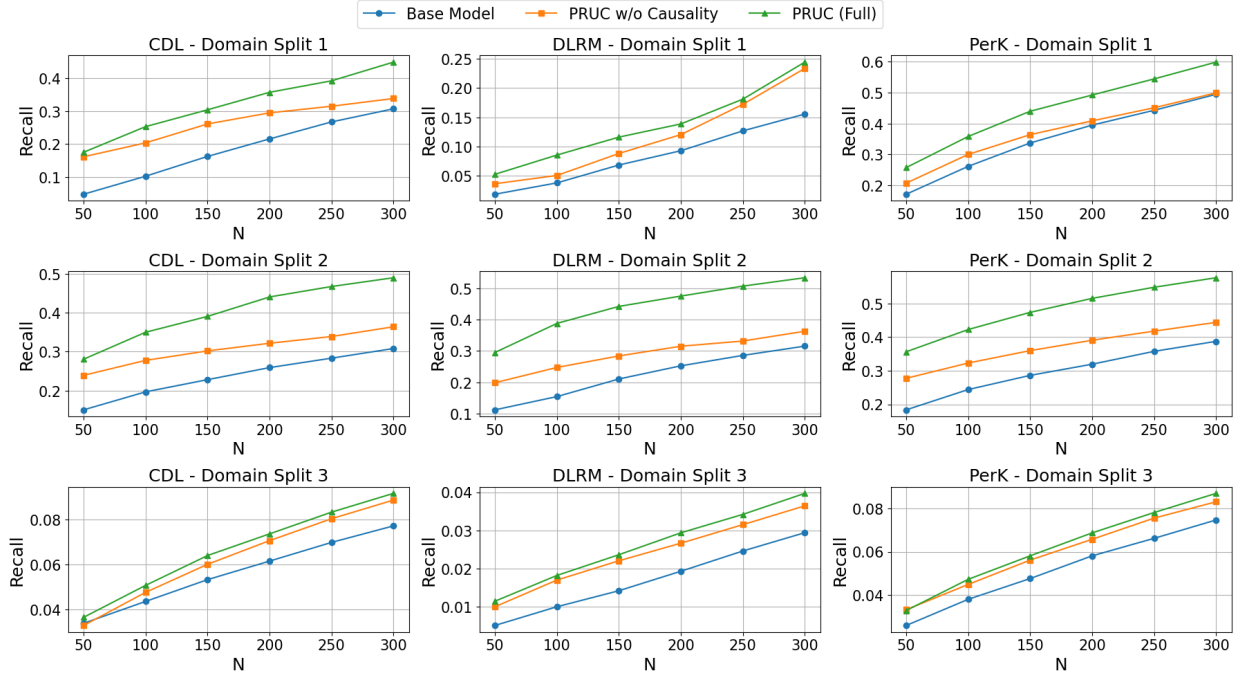 Base Model PRUC w/o Causality PRUC (Full)
CDL - Domain Split 1
Recall
0.4
0.3
0.2
0.1
50 100 150 200 250 300
N
DLRM - Domain Split 1
Recall
0.25
0.20
0.15
0.10
0.05
50 100 150 200 250 300
N
PerK - Domain Split 1
Recall
0.6
0.5
0.4
0.3
0.2
50 100 150 200 250 300
N
CDL - Domain Split 2
Recall
0.5
0.4
0.3
0.2
50 100 150 200 250 300
N
DLRM - Domain Split 2
Recall
0.5
0.4
0.3
0.2
0.1
50 100 150 200 250 300
N
PerK - Domain Split 2
Recall
0.5
0.4
0.3
0.2
50 100 150 200 250 300
N
CDL - Domain Split 3
Recall
0.08
0.06
0.04
50 100 150 200 250 300
N
DLRM - Domain Split 3
Recall
0.04
0.03
0.02
0.01
50 100 150 200 250 300
N
PerK - Domain Split 3
Recall
0.08
0.06
0.04
50 100 150 200 250 300
N